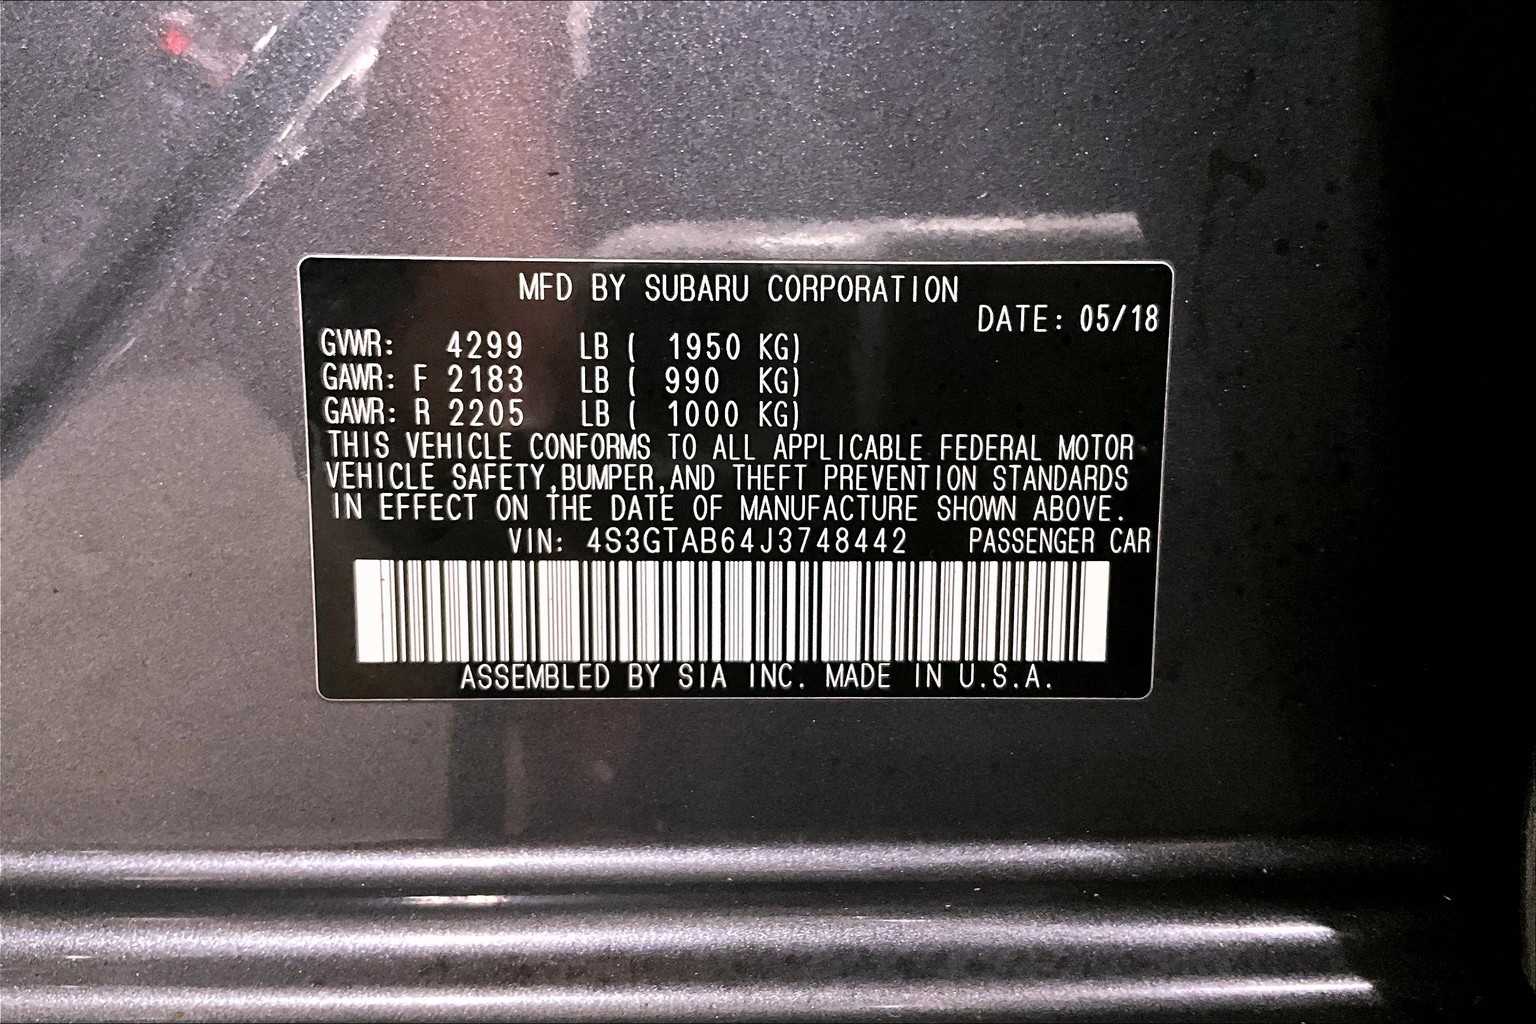 MFD BY SUBARU CORPORATION
DATE: 05/18
GVWR: 4299 LB ( 1950 KG)
GAWR: F 2183 LB ( 990 KG)
GAWR: R 2205 LB ( 1000 KG)
THIS VEHICLE CONFORMS TO ALL APPLICABLE FEDERAL MOTOR
VEHICLE SAFETY,BUMPER,AND THEFT PREVENTION STANDARDS
IN EFFECT ON THE DATE OF MANUFACTURE SHOWN ABOVE.
VIN: 4S3GTAB64J3748442 PASSENGER CAR
ASSEMBLED BY SIA INC. MADE IN U.S.A.